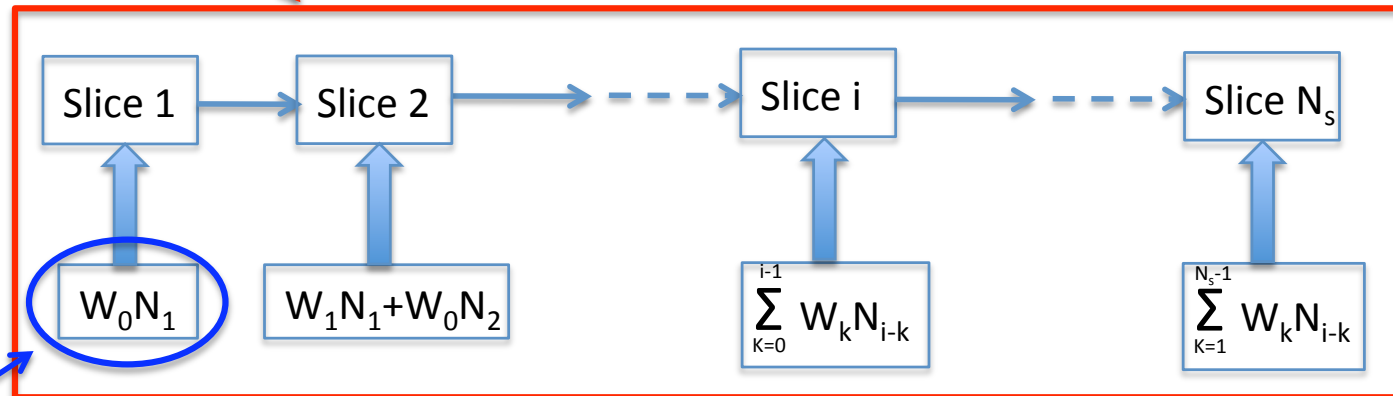 Slice 1
Slice 2
Slice i
Slice Nₛ
W₀N₁
W₁N₁+W₀N₂
i-1
Σ WₖNᵢ₋ₖ
K=0
Nₛ-1
Σ WₖNᵢ₋ₖ
K=1